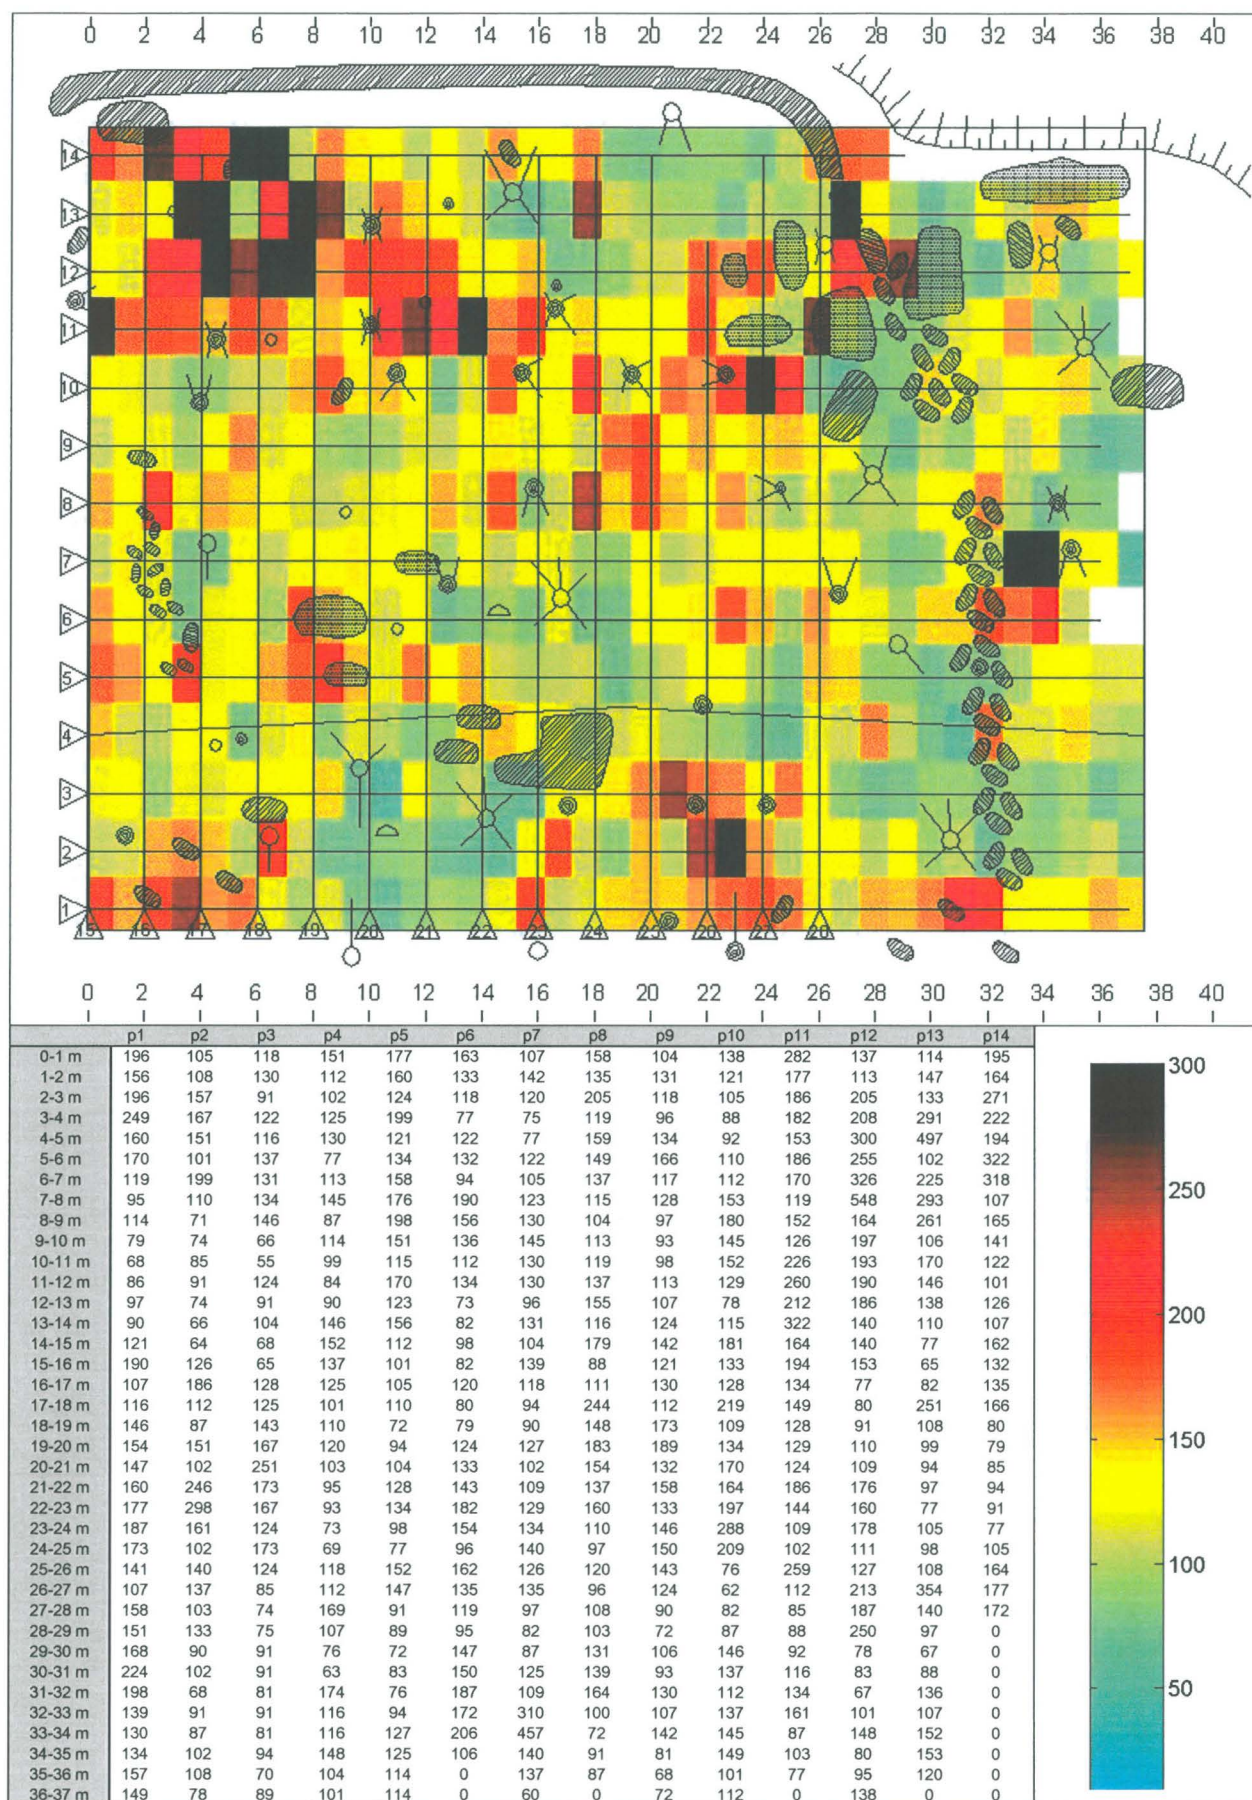 0 2 4 6 8 10 12 14 16 18 20 22 24 26 28 30 32 34 36 38 40
14
13
12
11
10
9
8
7
6
5
4
3
2
1
15 16 17 18 19 20 21 22 23 24 25 26 27 28
0 2 4 6 8 10 12 14 16 18 20 22 24 26 28 30 32 34 36 38 40
p1 p2 p3 p4 p5 p6 p7 p8 p9 p10 p11 p12 p13 p14
0-1 m 196 105 118 151 177 163 107 158 104 138 282 137 114 195
1-2 m 156 108 130 112 160 133 142 135 131 121 177 113 147 164
2-3 m 196 157 91 102 124 118 120 205 118 105 186 205 133 271
3-4 m 249 167 122 125 199 77 75 119 96 88 182 208 291 222
4-5 m 160 151 116 130 121 122 77 159 134 92 153 300 497 194
5-6 m 170 101 137 77 134 132 122 149 166 110 186 255 102 322
6-7 m 119 199 131 113 158 94 105 137 117 112 170 326 225 318
7-8 m 95 110 134 145 176 190 123 115 128 153 119 548 293 107
8-9 m 114 71 146 87 198 156 130 104 97 180 152 164 261 165
9-10 m 79 74 66 114 151 136 145 113 93 145 126 197 106 141
10-11 m 68 85 55 99 115 112 130 119 98 152 226 193 170 122
11-12 m 86 91 124 84 170 134 130 137 113 129 260 190 146 101
12-13 m 97 74 91 90 123 73 96 155 107 78 212 186 138 126
13-14 m 90 66 104 146 156 82 131 116 124 115 322 140 110 107
14-15 m 121 64 68 152 112 98 104 179 142 181 164 140 77 162
15-16 m 190 126 65 137 101 82 139 88 121 133 194 153 65 132
16-17 m 107 186 128 125 105 120 118 111 130 128 134 77 82 135
17-18 m 116 112 125 101 110 80 94 244 112 219 149 80 251 166
18-19 m 146 87 143 110 72 79 90 148 173 109 128 91 108 80
19-20 m 154 151 167 120 94 124 127 183 189 134 129 110 99 79
20-21 m 147 102 251 103 104 133 102 154 132 170 124 109 94 85
21-22 m 160 246 173 95 128 143 109 137 158 164 186 176 97 94
22-23 m 177 298 167 93 134 182 129 160 133 197 144 160 77 91
23-24 m 187 161 124 73 98 154 134 110 146 288 109 178 105 77
24-25 m 173 102 173 69 77 96 140 97 150 209 102 111 98 105
25-26 m 141 140 124 118 152 162 126 120 143 76 259 127 108 164
26-27 m 107 137 85 112 147 135 135 96 124 62 112 213 354 177
27-28 m 158 103 74 169 91 119 97 108 90 82 85 187 140 172
28-29 m 151 133 75 107 89 95 82 103 72 87 88 250 97 0
29-30 m 168 90 91 76 72 147 87 131 106 146 92 78 67 0
30-31 m 224 102 91 63 83 150 125 139 93 137 116 83 88 0
31-32 m 198 68 81 174 76 187 109 164 130 112 134 67 136 0
32-33 m 139 91 91 116 94 172 310 100 107 137 161 101 107 0
33-34 m 130 87 81 116 127 206 457 72 142 145 87 148 152 0
34-35 m 134 102 94 148 125 106 140 91 81 149 103 80 153 0
35-36 m 157 108 70 104 114 0 137 87 68 101 77 95 120 0
36-37 m 149 78 89 101 114 0 60 0 72 112 0 138 0 0
300
250
200
150
100
50